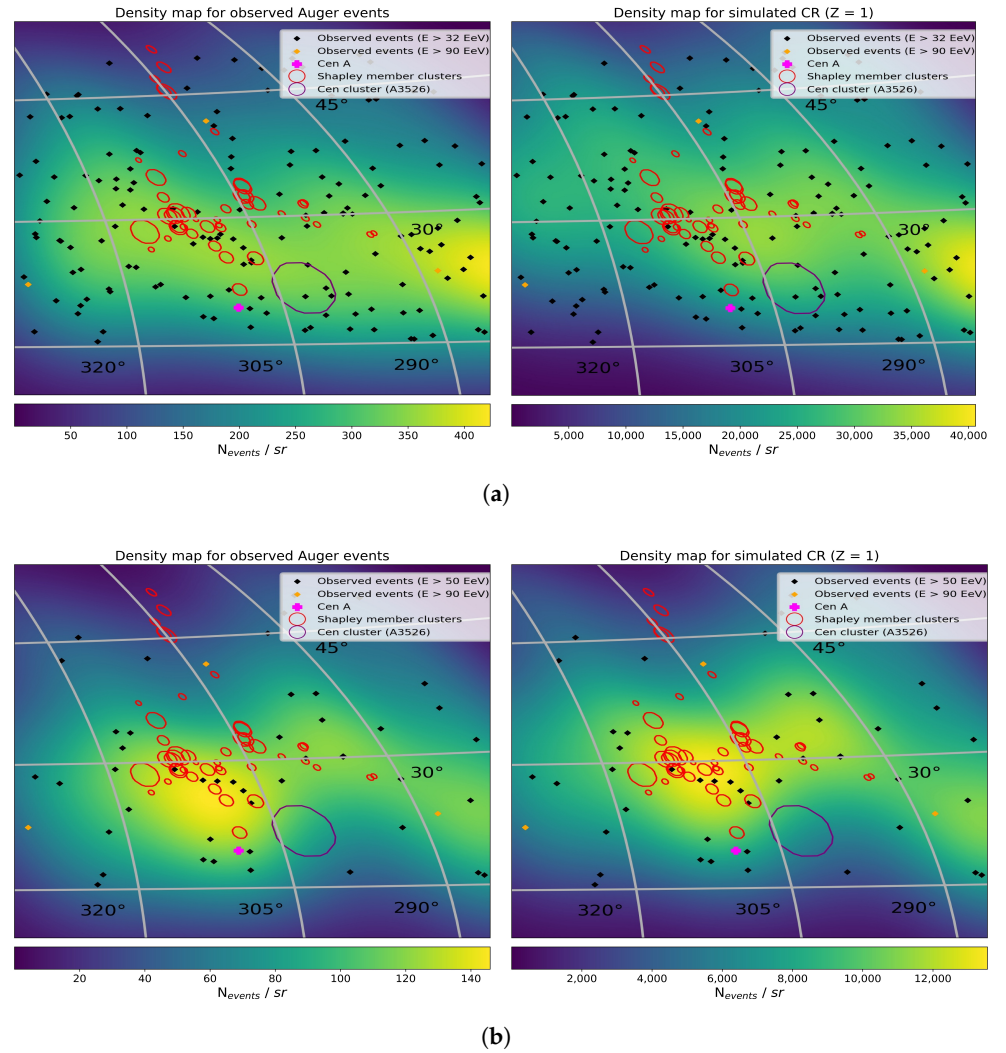 Density map for observed Auger events
Observed events (E > 32 EeV)
Observed events (E > 90 EeV)
Cen A
Shapley member clusters
Cen cluster (A3526)
45°
30°
320°
305°
290°
50 100 150 200 250 300 350 400
Nevents / sr
Density map for simulated CR (Z = 1)
Observed events (E > 32 EeV)
Observed events (E > 90 EeV)
Cen A
Shapley member clusters
Cen cluster (A3526)
45°
30°
320°
305°
290°
5,000 10,000 15,000 20,000 25,000 30,000 35,000 40,000
Nevents / sr
(a)
Density map for observed Auger events
Observed events (E > 50 EeV)
Observed events (E > 90 EeV)
Cen A
Shapley member clusters
Cen cluster (A3526)
45°
30°
320°
305°
290°
20 40 60 80 100 120 140
Nevents / sr
Density map for simulated CR (Z = 1)
Observed events (E > 50 EeV)
Observed events (E > 90 EeV)
Cen A
Shapley member clusters
Cen cluster (A3526)
45°
30°
320°
305°
290°
2,000 4,000 6,000 8,000 10,000 12,000
Nevents / sr
(b)